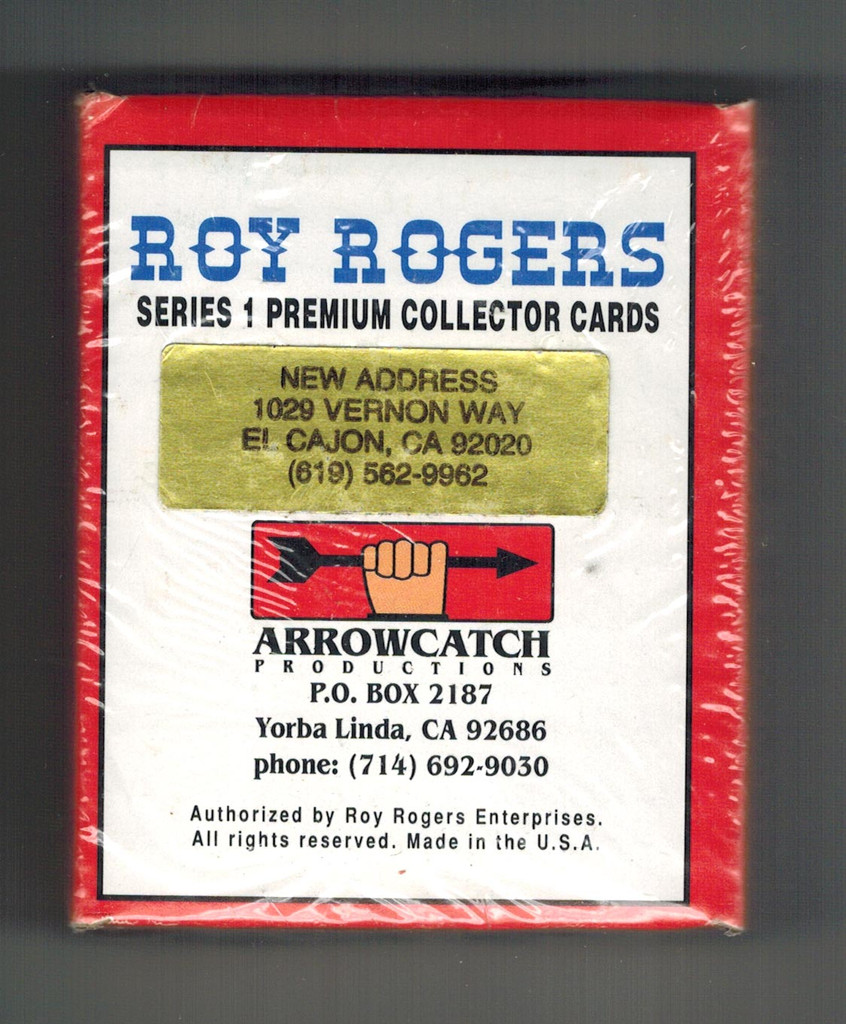 ROY ROGERS
SERIES 1 PREMIUM COLLECTOR CARDS
NEW ADDRESS
1029 VERNON WAY
EL CAJON, CA 92020
(619) 562-9962
ARROWCATCH
PRODUCTIONS
P.O. BOX 2187
Yorba Linda, CA 92686
phone: (714) 692-9030
Authorized by Roy Rogers Enterprises.
All rights reserved. Made in the U.S.A.